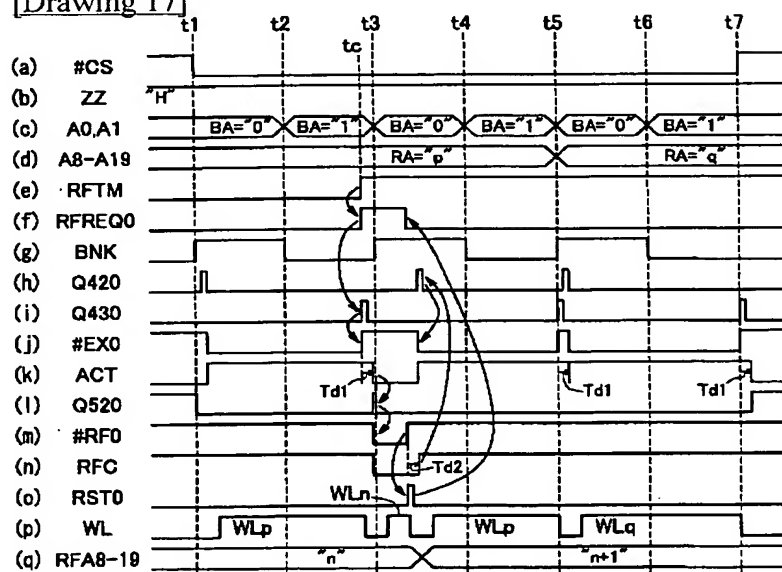 [Drawing 17]
t1 t2 tc t3 t4 t5 t6 t7
(a) #CS
(b) ZZ "H"
(c) A0,A1 BA="0" BA="1" BA="0" BA="1" BA="0" BA="1"
(d) A8-A19 RA="p" RA="q"
(e) RFTM
(f) RFREQ0
(g) BNK
(h) Q420
(i) Q430
(j) #EX0
(k) ACT Td1 Td1 Td1
(l) Q520
(m) #RF0
(n) RFC Td2
(o) RST0
(p) WL WLp WLn WLp WLq
(q) RFA8-19 "n" "n+1"